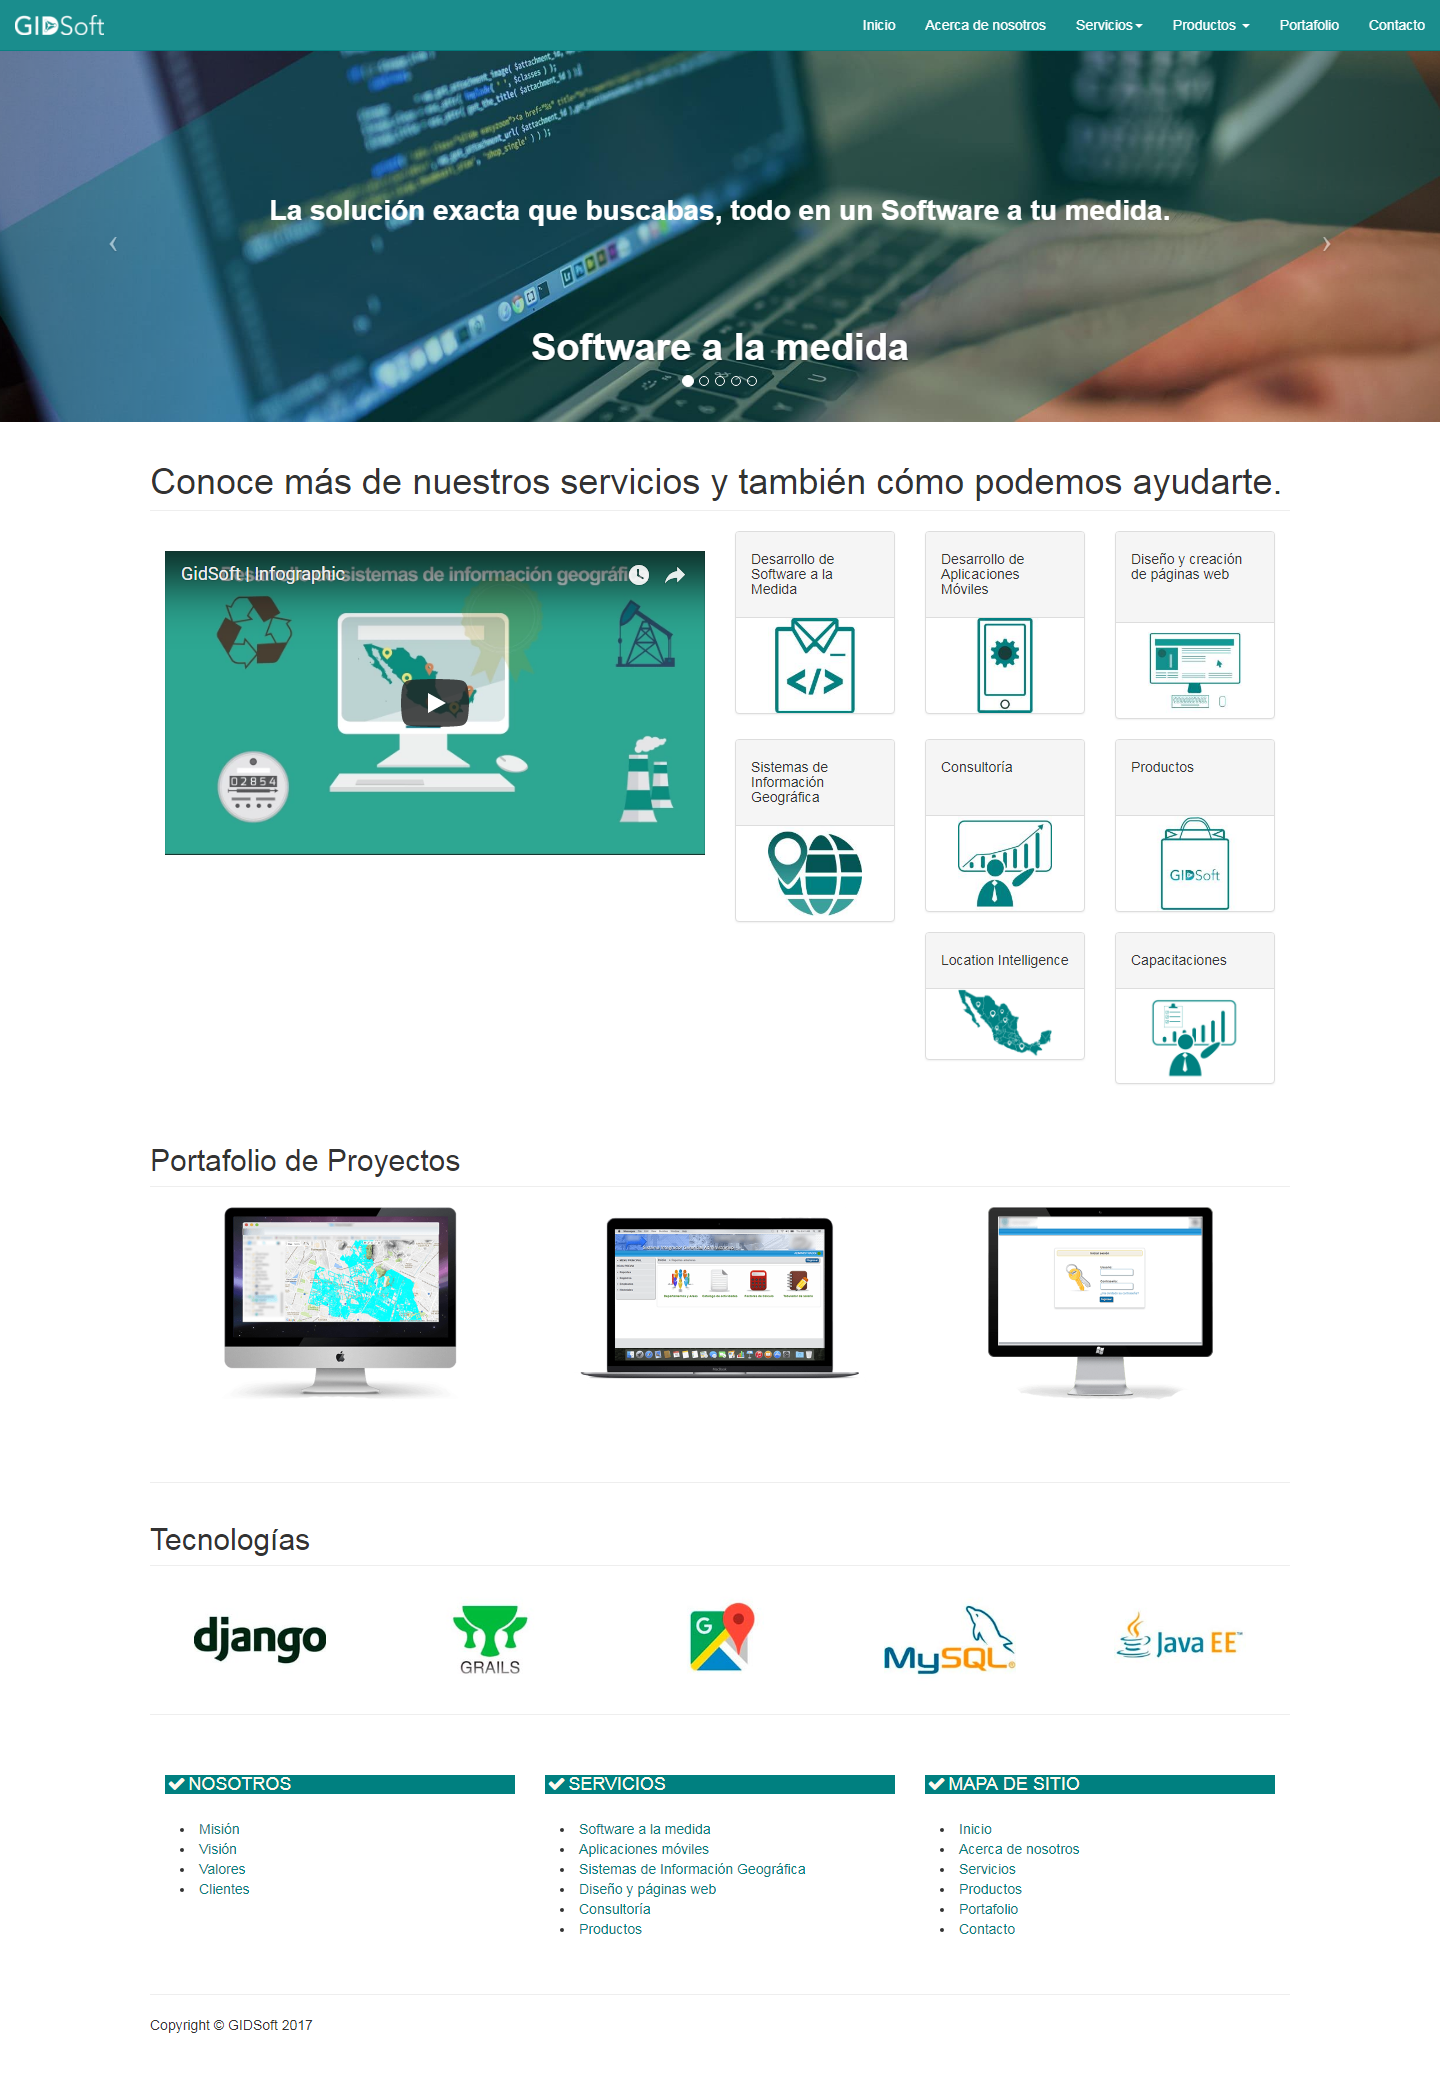 GIDSoft
Inicio
Acerca de nosotros
Servicios
Productos
Portafolio
Contacto
La solución exacta que buscabas, todo en un Software a tu medida.
Software a la medida
Conoce más de nuestros servicios y también cómo podemos ayudarte.
GidSoft | Infographic
sistemas de información geográfi
02854
Desarrollo de
Software a la
Medida
</>
Desarrollo de
Aplicaciones
Móviles
Diseño y creación
de páginas web
Sistemas de
Información
Geográfica
Consultoría
Productos
GIDSoft
Location Intelligence
Capacitaciones
Portafolio de Proyectos
Tecnologías
django
GRAILS
G
MySQL®
Java EE™
NOSOTROS
Misión
Visión
Valores
Clientes
SERVICIOS
Software a la medida
Aplicaciones móviles
Sistemas de Información Geográfica
Diseño y páginas web
Consultoría
Productos
MAPA DE SITIO
Inicio
Acerca de nosotros
Servicios
Productos
Portafolio
Contacto
Copyright © GIDSoft 2017